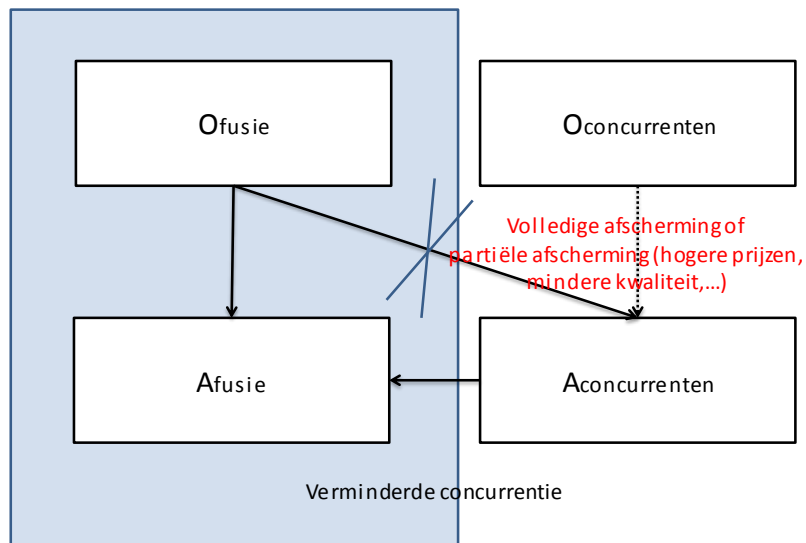 Ofusie
Oconcurrenten
Volledige afscherming of
partiële afscherming (hogere prijzen,
mindere kwaliteit,…)
Afusie
Aconcurrenten
Verminderde concurrentie